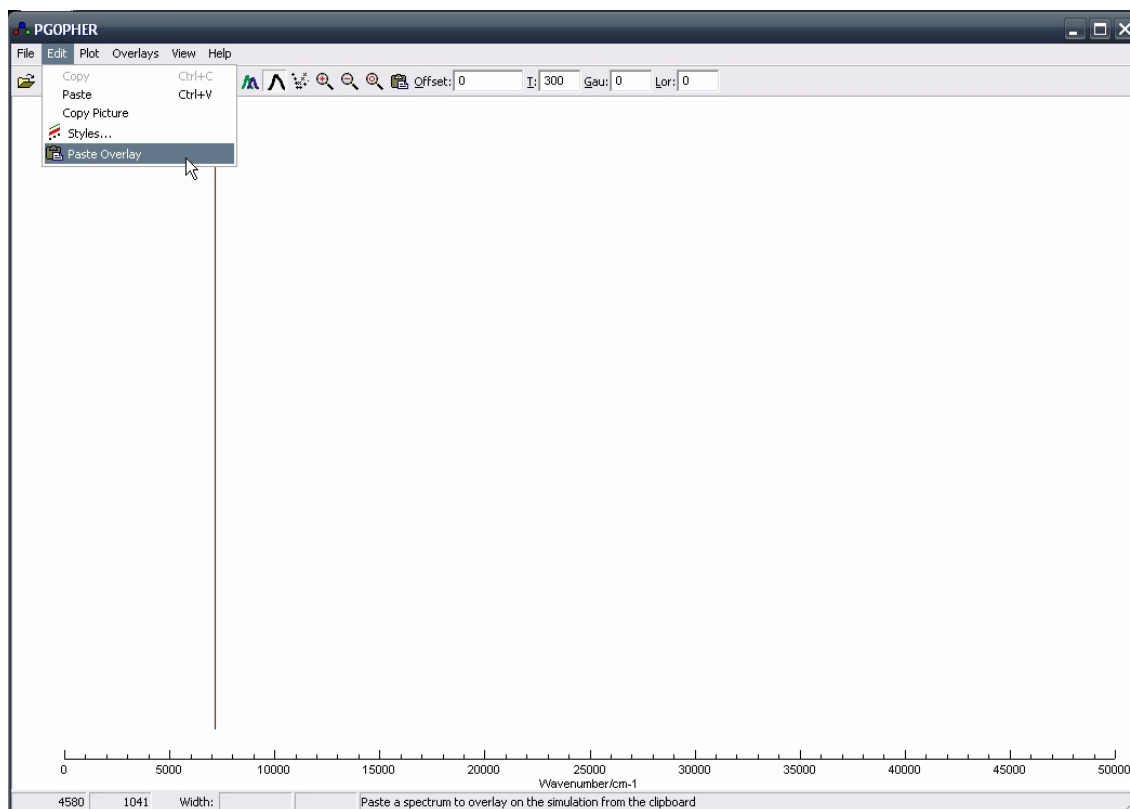 PGOPHER
File Edit Plot Overlays View Help
Offset: 0 T: 300 Gau: 0 Lor: 0
Copy Ctrl+C
Paste Ctrl+V
Copy Picture
Styles...
Paste Overlay
0 5000 10000 15000 20000 25000 30000 35000 40000 45000 50000
Wavenumber/cm-1
4580 1041 Width: Paste a spectrum to overlay on the simulation from the clipboard